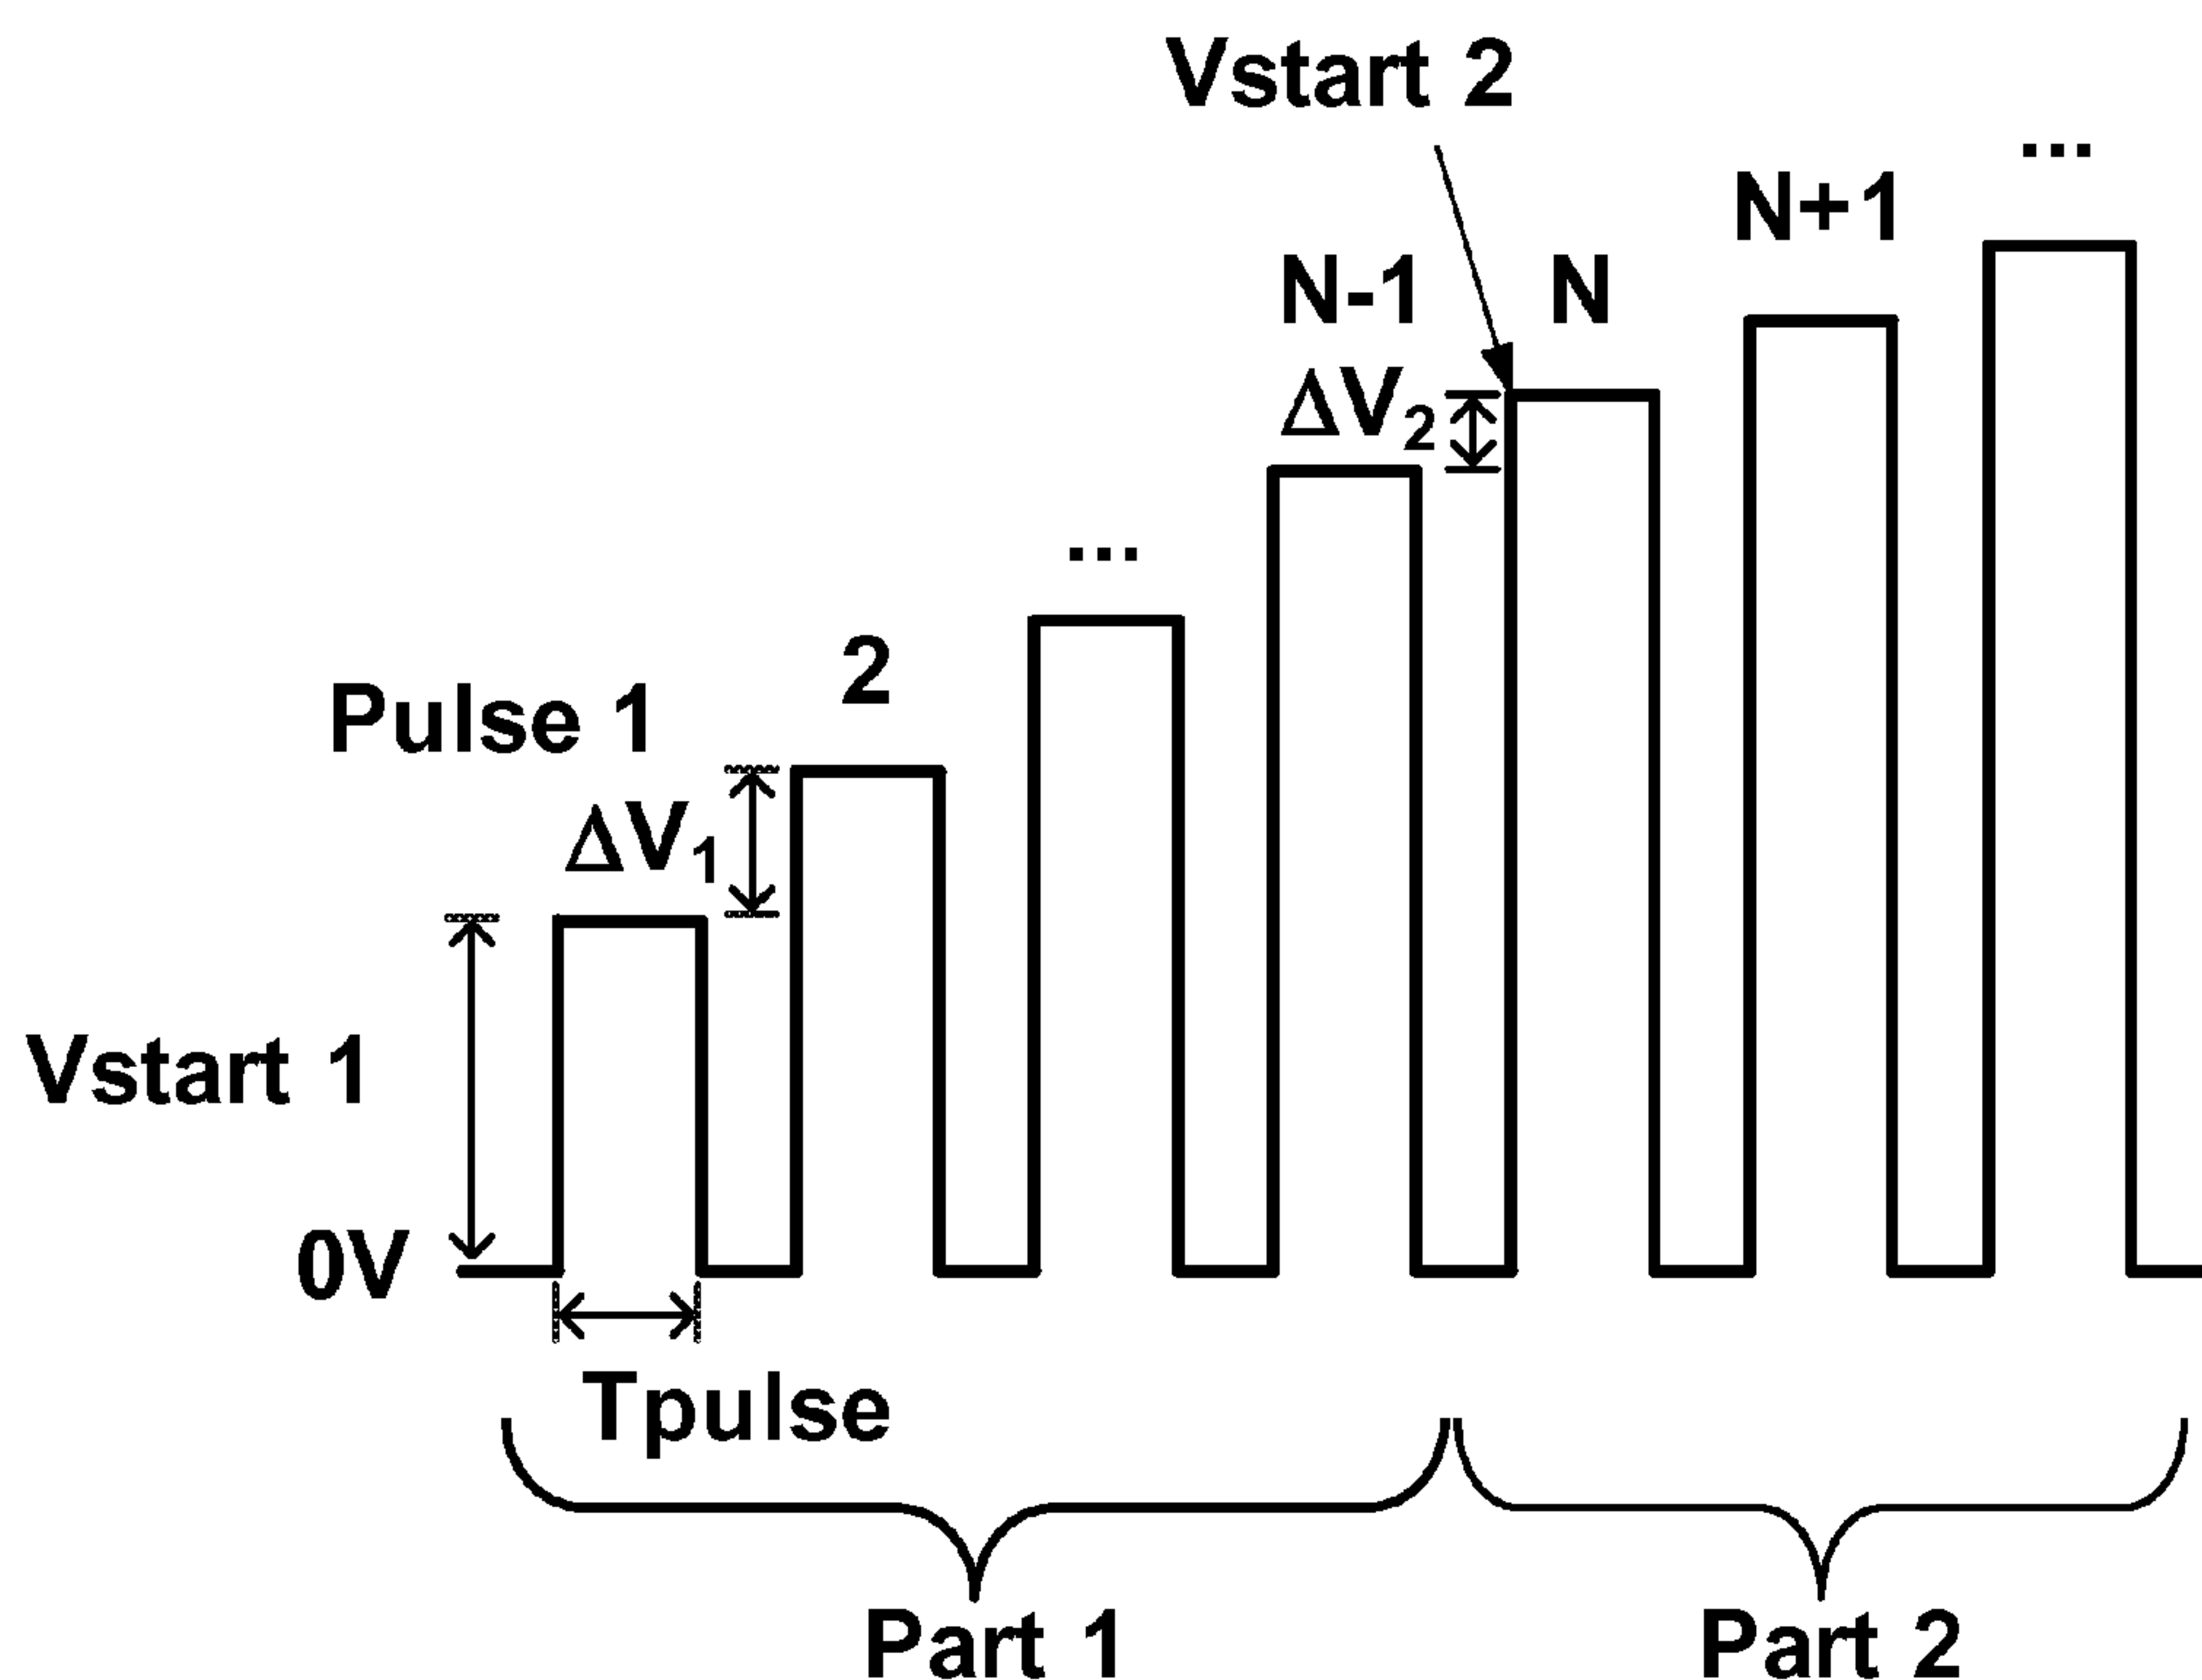 Vstart 2
...
N+1
N-1
N
ΔV₂
...
2
Pulse 1
ΔV₁
Vstart 1
0V
Tpulse
Part 1
Part 2